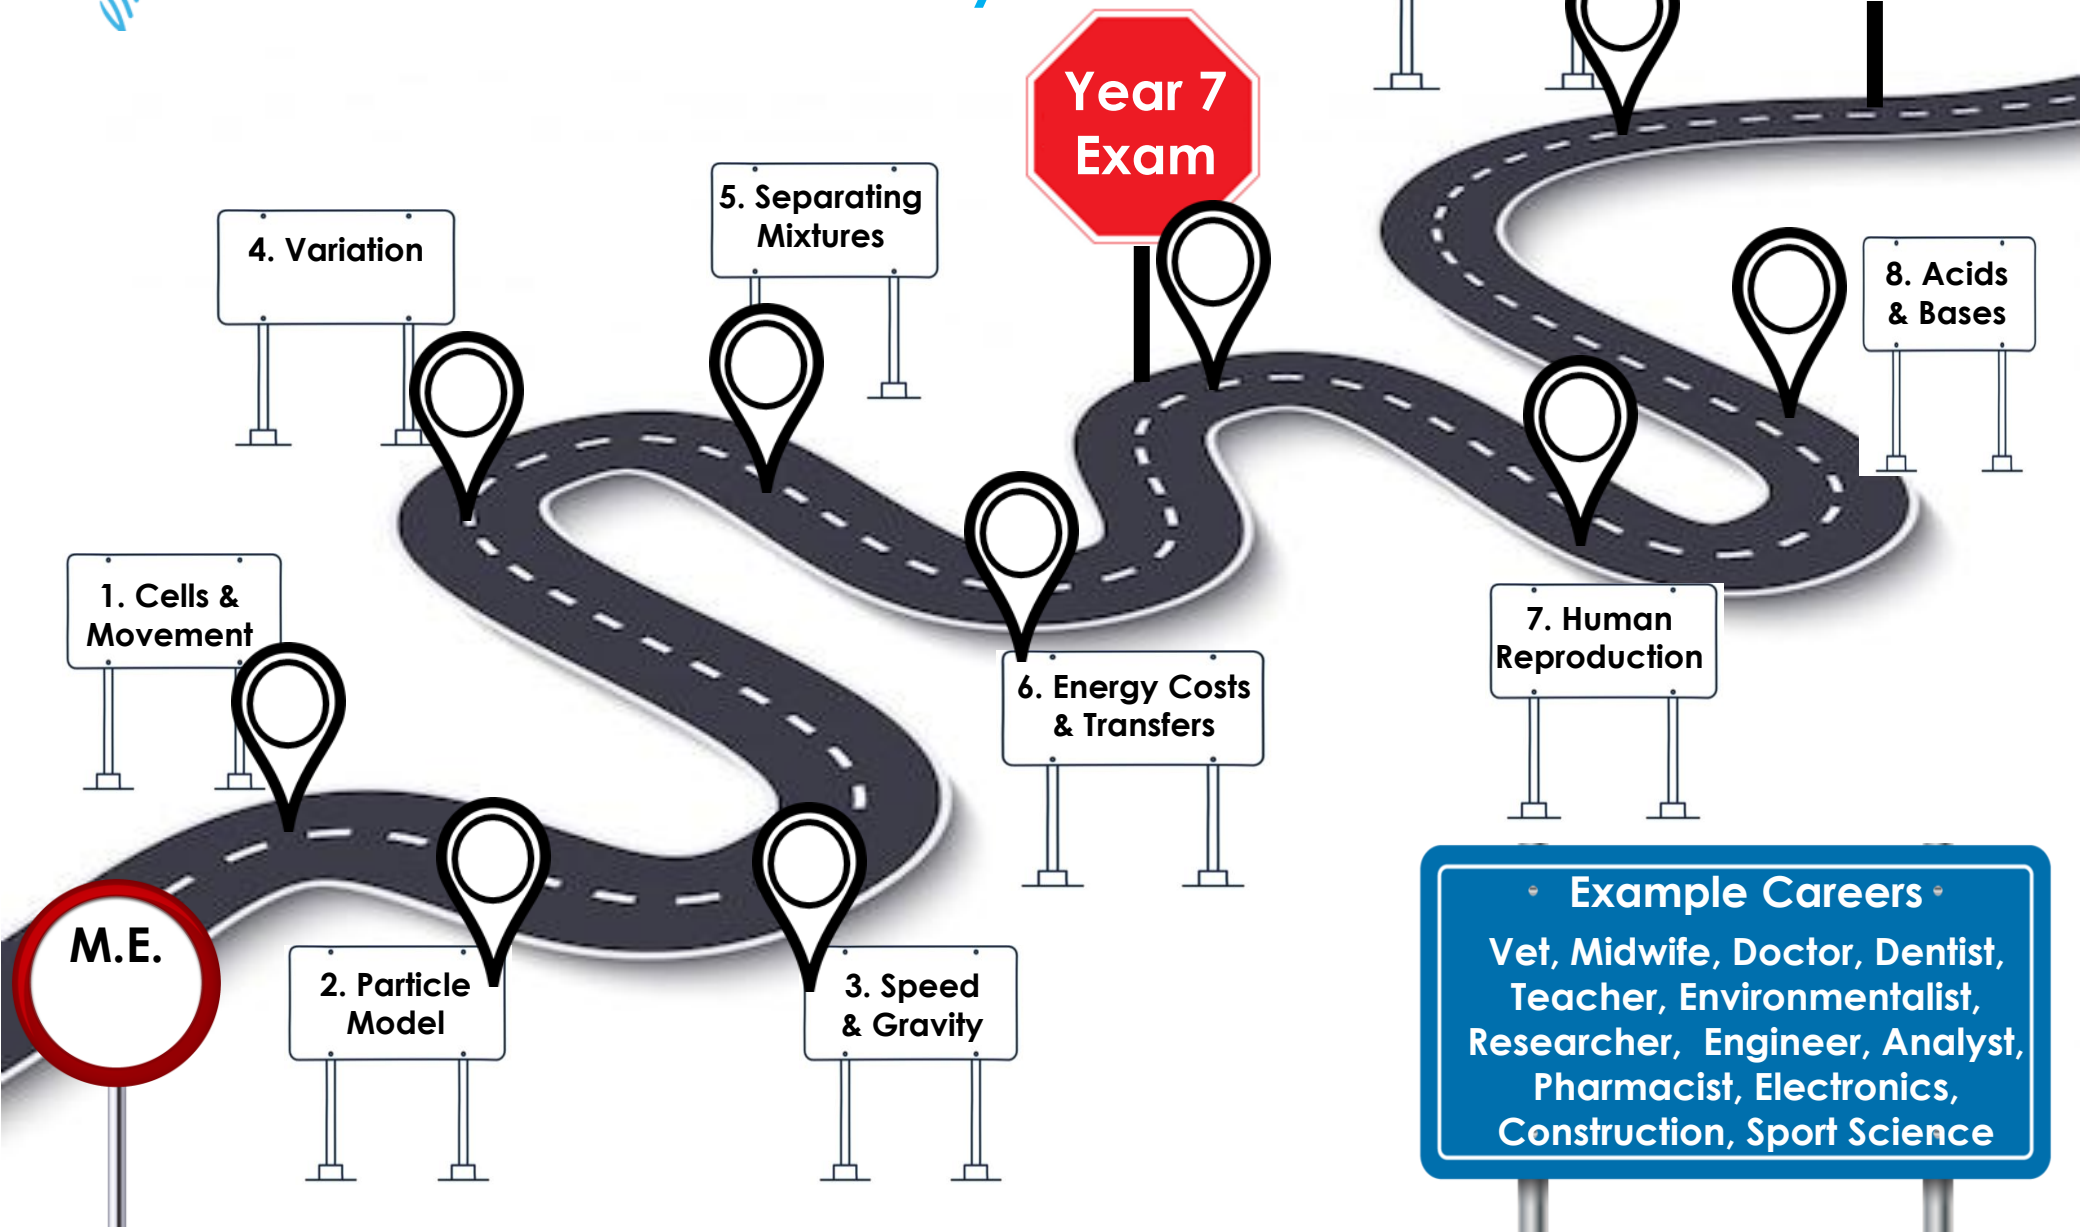 Year 7
Exam
5. Separating
Mixtures
4. Variation
8. Acids
& Bases
1. Cells &
Movement
7. Human
Reproduction
6. Energy Costs
& Transfers
M.E.
2. Particle
Model
3. Speed
& Gravity
Example Careers
Vet, Midwife, Doctor, Dentist,
Teacher, Environmentalist,
Researcher, Engineer, Analyst,
Pharmacist, Electronics,
Construction, Sport Science